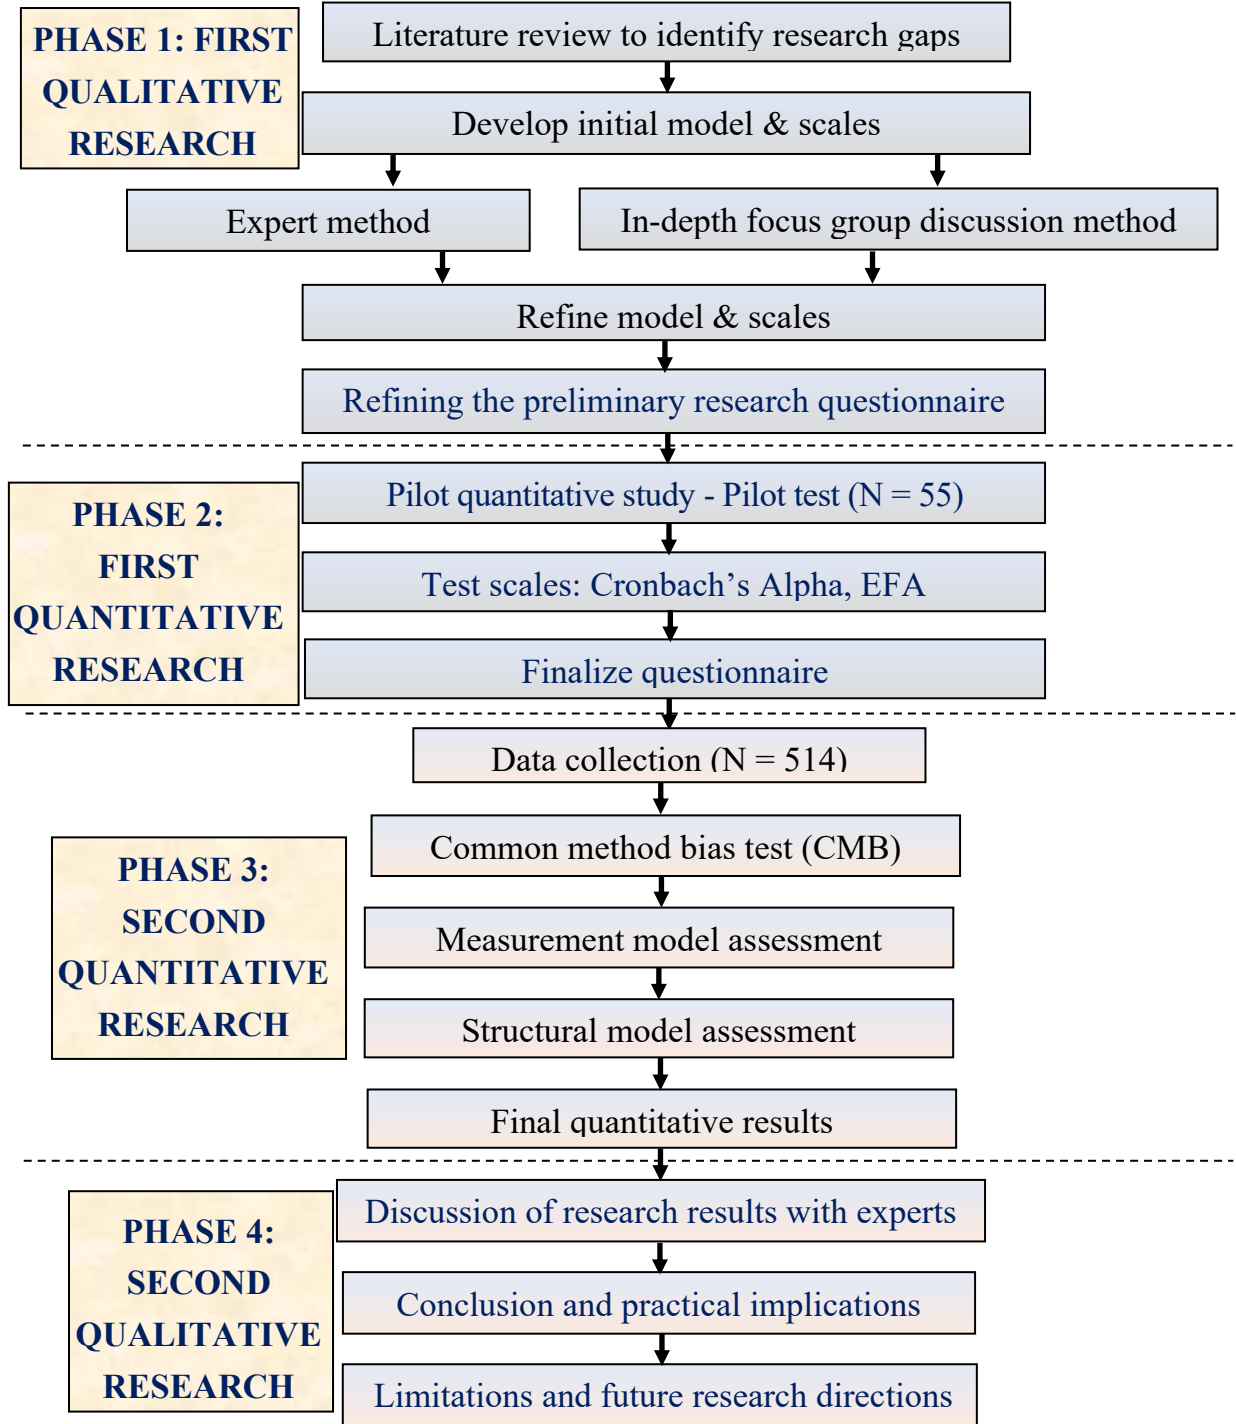 PHASE 1: FIRST
QUALITATIVE
RESEARCH
Literature review to identify research gaps
Develop initial model & scales
Expert method
In-depth focus group discussion method
Refine model & scales
Refining the preliminary research questionnaire
PHASE 2:
FIRST
QUANTITATIVE
RESEARCH
Pilot quantitative study - Pilot test (N = 55)
Test scales: Cronbach’s Alpha, EFA
Finalize questionnaire
Data collection (N = 514)
PHASE 3:
SECOND
QUANTITATIVE
RESEARCH
Common method bias test (CMB)
Measurement model assessment
Structural model assessment
Final quantitative results
PHASE 4:
SECOND
QUALITATIVE
RESEARCH
Discussion of research results with experts
Conclusion and practical implications
Limitations and future research directions